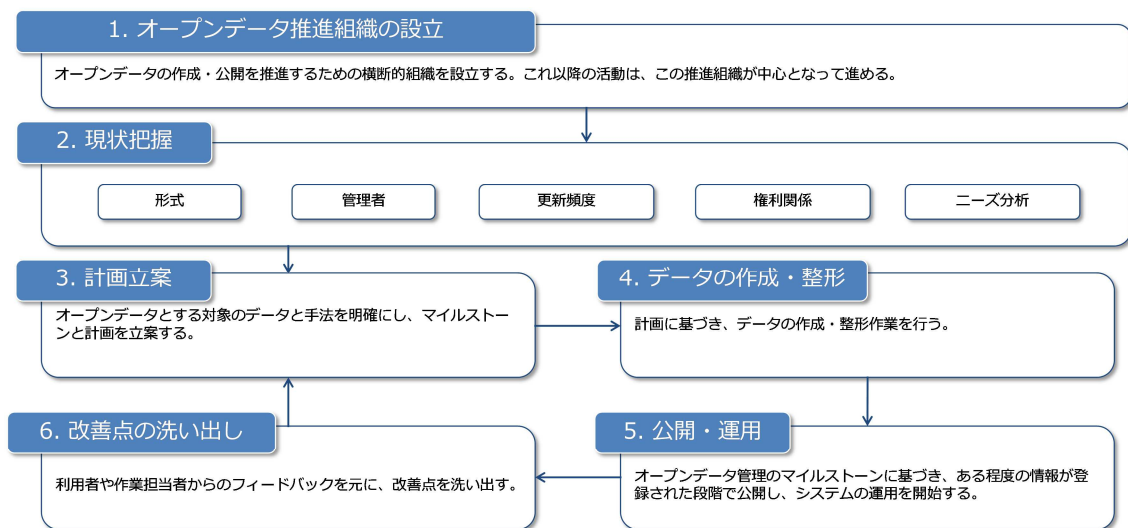 1. オープンデータ推進組織の設立
オープンデータの作成・公開を推進するための横断的組織を設立する。これ以降の活動は、この推進組織が中心となって進める。
2. 現状把握
形式
管理者
更新頻度
権利関係
ニーズ分析
3. 計画立案
オープンデータとする対象のデータと手法を明確にし、マイルストー
ンと計画を立案する。
4. データの作成・整形
計画に基づき、データの作成・整形作業を行う。
6. 改善点の洗い出し
利用者や作業担当者からのフィードバックを元に、改善点を洗い出す。
5. 公開・運用
オープンデータ管理のマイルストーンに基づき、ある程度の情報が登
録された段階で公開し、システムの運用を開始する。